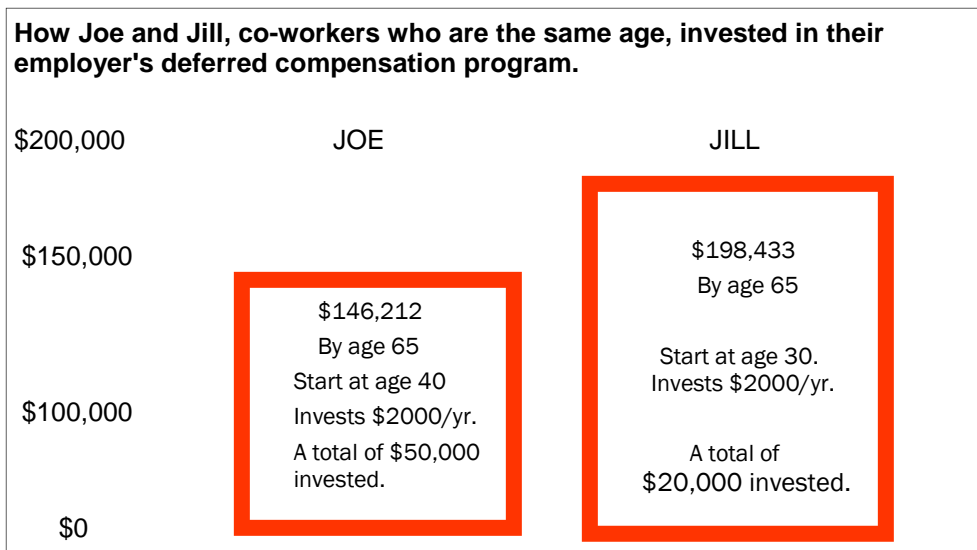 How Joe and Jill, co-workers who are the same age, invested in their
employer's deferred compensation program.
$200,000
JOE
JILL
$150,000
$100,000
$0
$146,212
By age 65
Start at age 40
Invests $2000/yr.
A total of $50,000
invested.
$198,433
By age 65
Start at age 30.
Invests $2000/yr.
A total of
$20,000 invested.